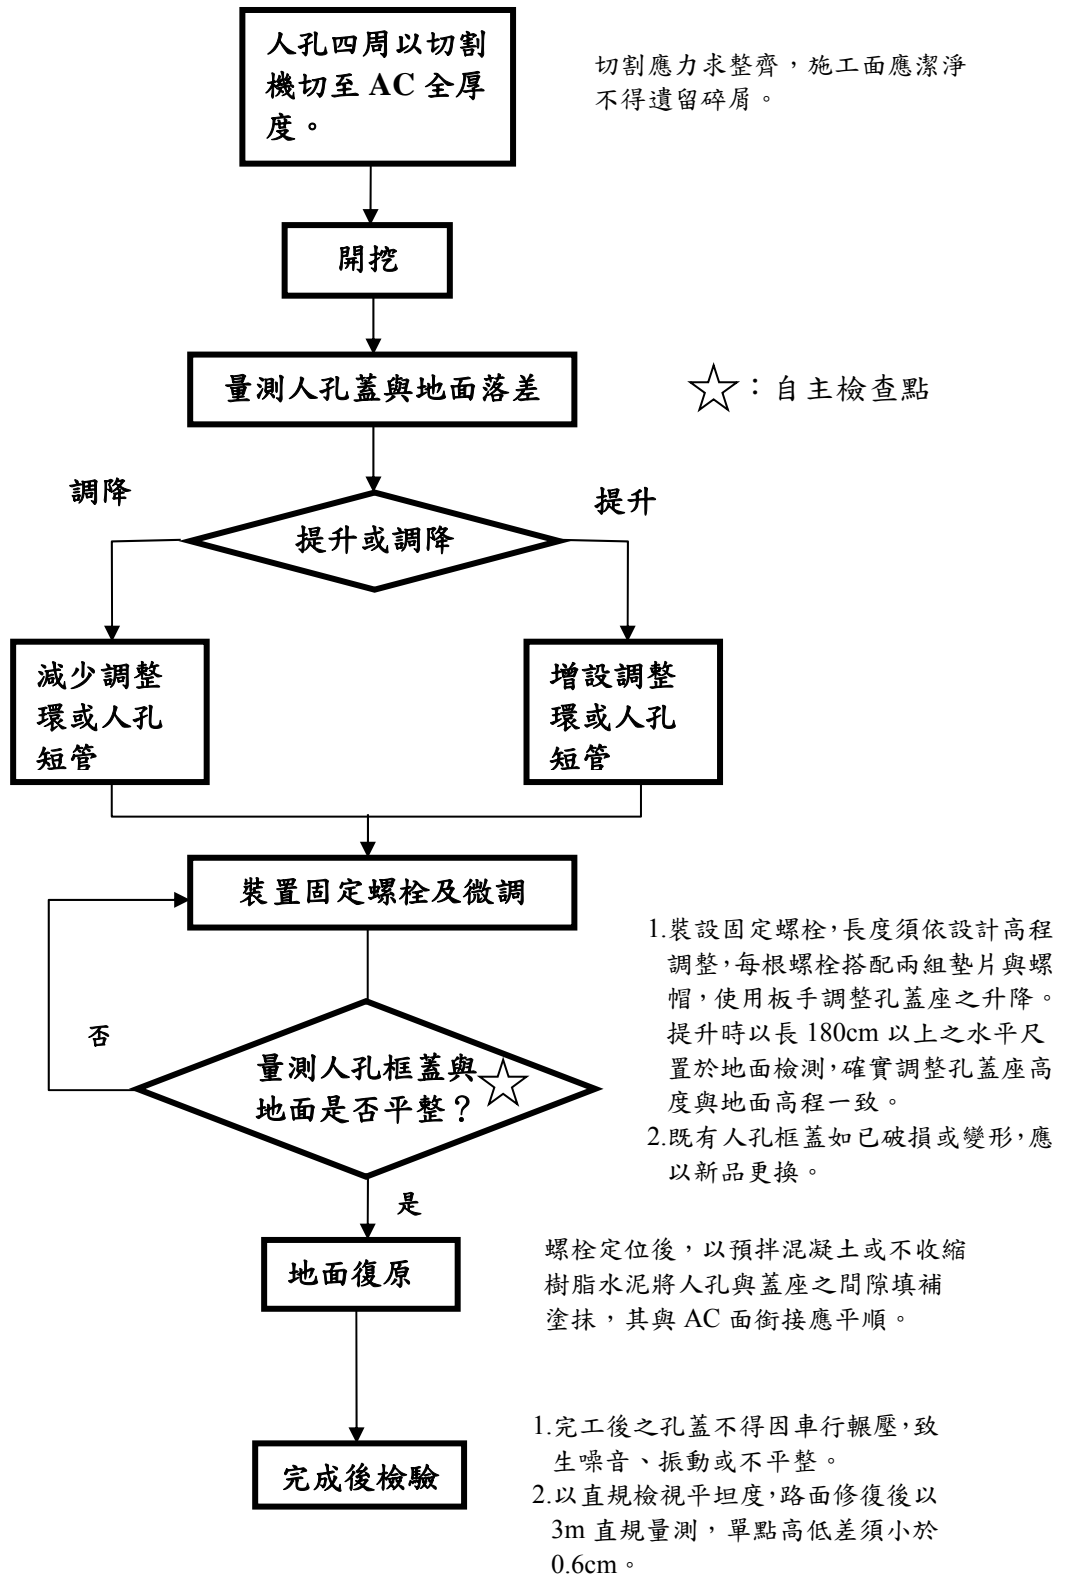 人孔四周以切割
機切至 AC 全厚
度。
切割應力求整齊，施工面應潔淨
不得遺留碎屑。
開挖
量測人孔蓋與地面落差
：自主檢查點
調降
提升
提升或調降
減少調整
環或人孔
短管
增設調整
環或人孔
短管
裝置固定螺栓及微調
1.裝設固定螺栓，長度須依設計高程
調整，每根螺栓搭配兩組墊片與螺
帽，使用板手調整孔蓋座之升降。
提升時以長 180cm 以上之水平尺
置於地面檢測，確實調整孔蓋座高
度與地面高程一致。
2.既有人孔框蓋如已破損或變形，應
以新品更換。
否
量測人孔框蓋與
地面是否平整？
是
地面復原
螺栓定位後，以預拌混凝土或不收縮
樹脂水泥將人孔與蓋座之間隙填補
塗抹，其與 AC 面銜接應平順。
完成後檢驗
1.完工後之孔蓋不得因車行輾壓，致
生噪音、振動或不平整。
2.以直規檢視平坦度，路面修復後以
3m 直規量測，單點高低差須小於
0.6cm。